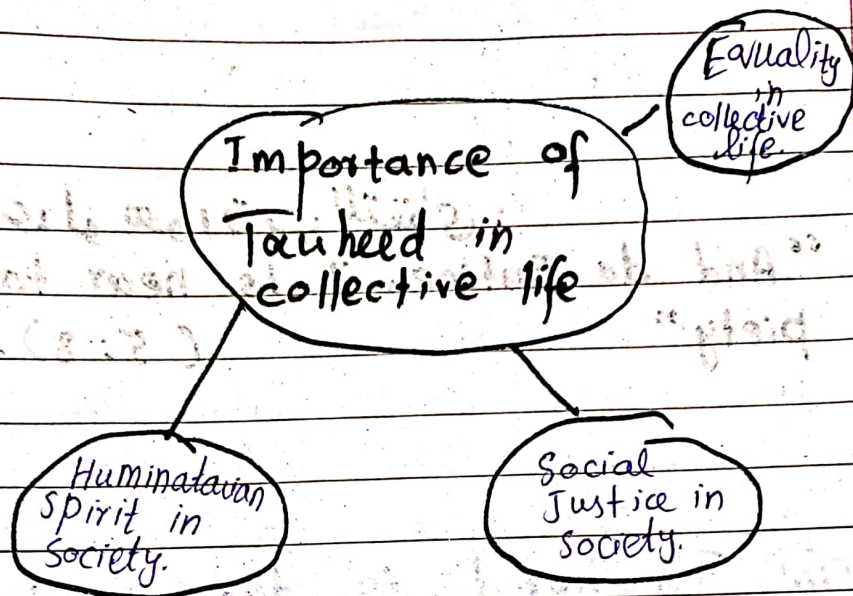 Equality
in
collective
life.
Importance of
Tauheed in
collective life
Huminatavian
spirit in
society.
Social
Justice in
society.